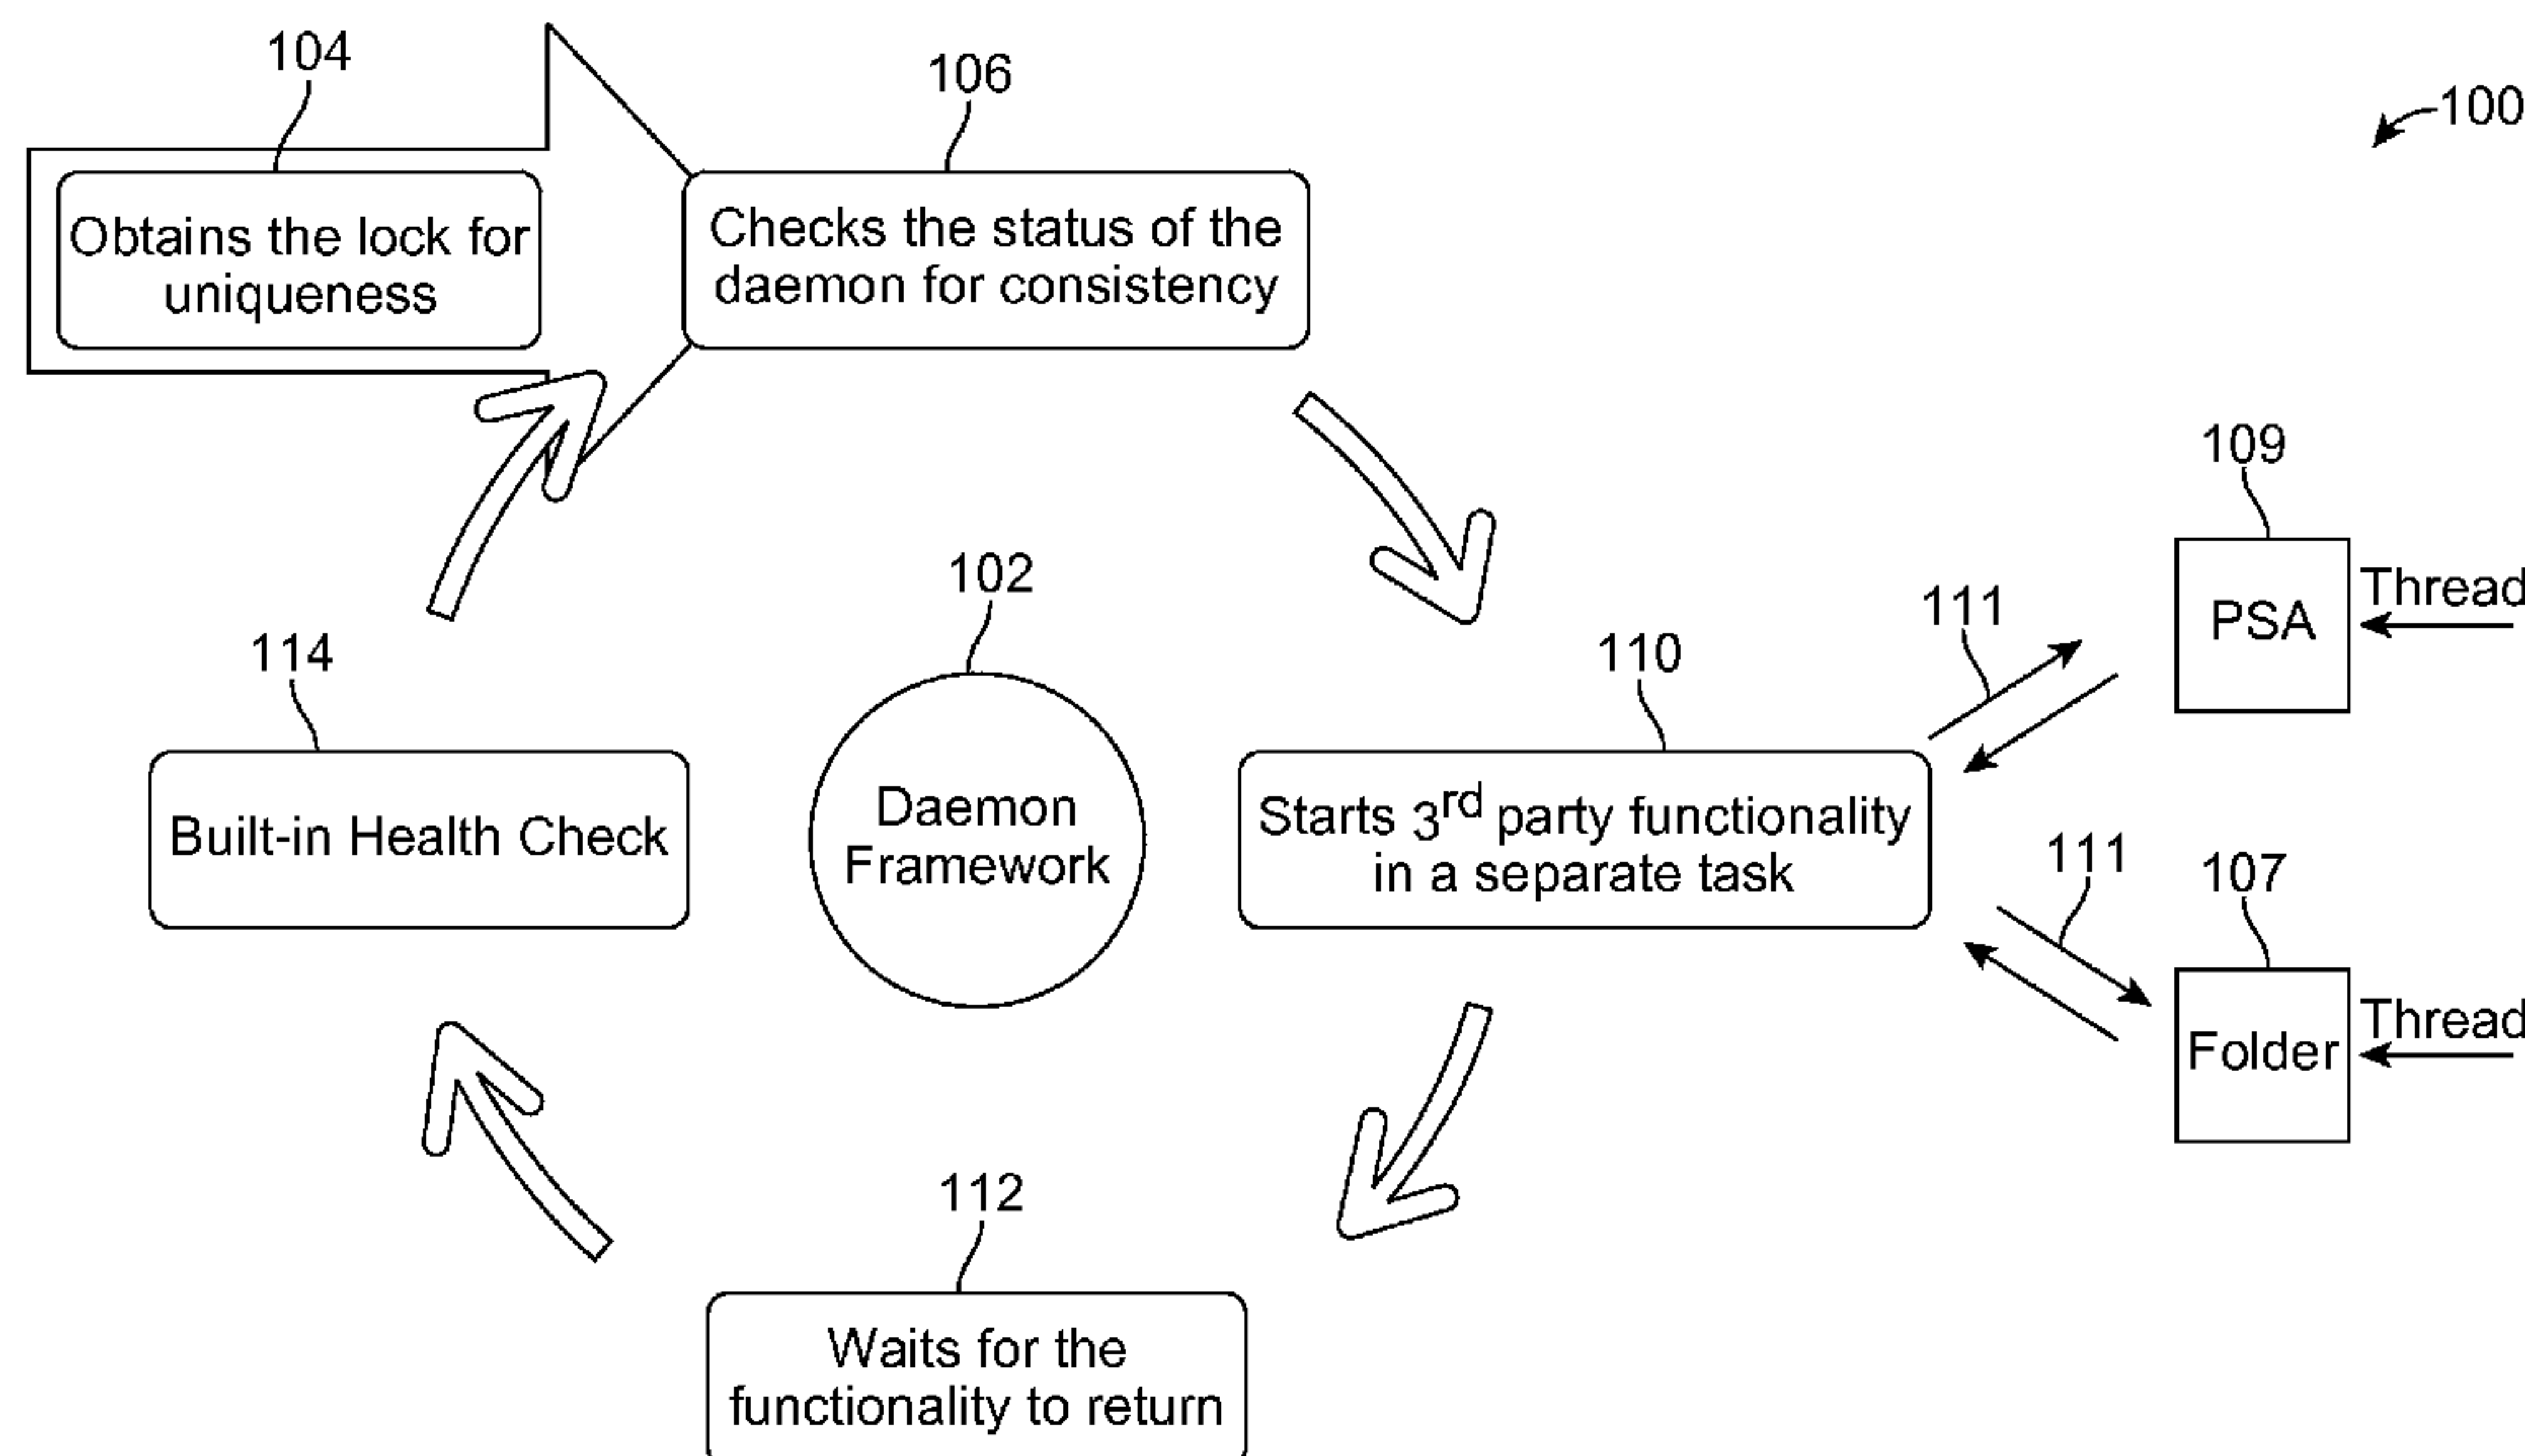 104
106
100
Obtains the lock for
uniqueness
Checks the status of the
daemon for consistency
109
PSA
Thread
102
111
114
110
Built-in Health Check
Daemon
Framework
Starts 3rd party functionality
in a separate task
111
107
Folder
Thread
112
Waits for the
functionality to return